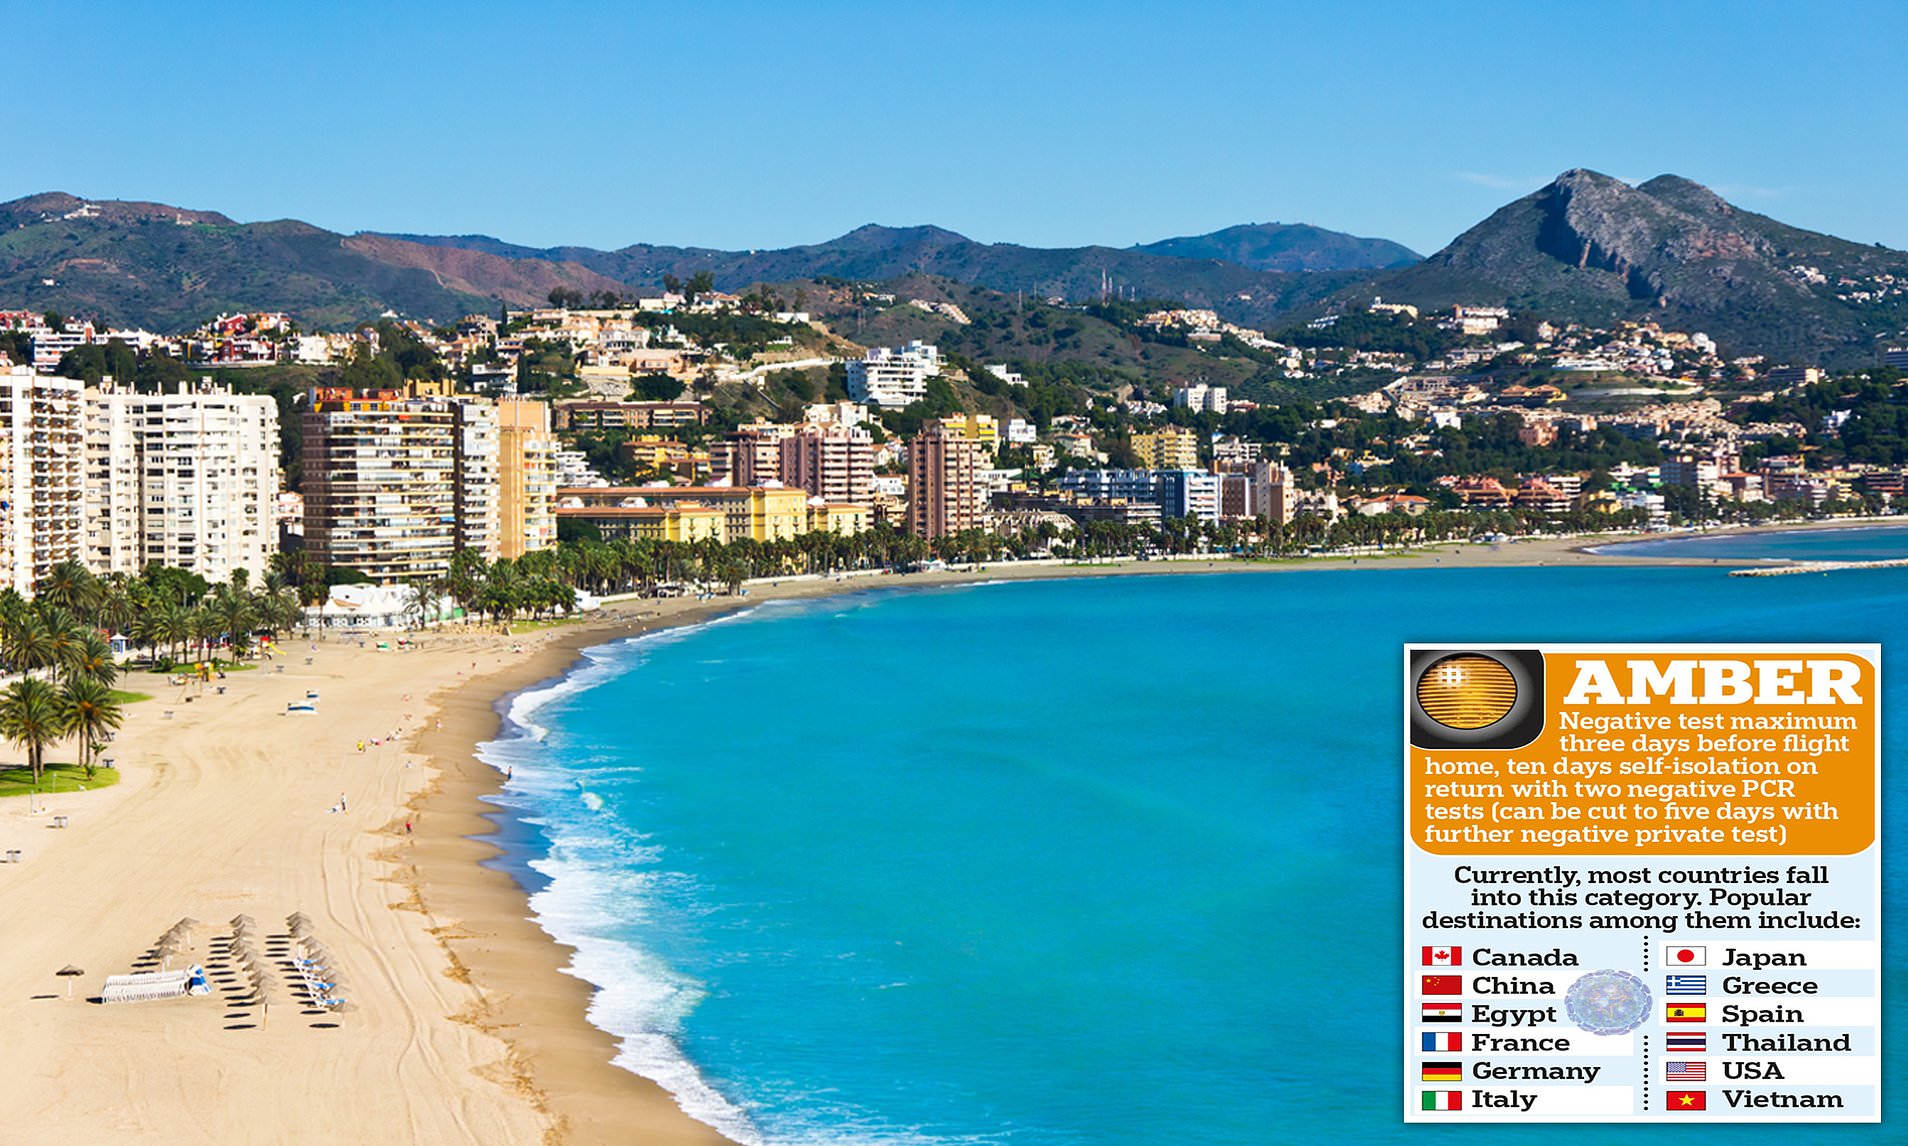 AMBER
Negative test maximum
three days before flight
home, ten days self-isolation on
return with two negative PCR
tests (can be cut to five days with
further negative private test)
Currently, most countries fall
into this category. Popular
destinations among them include:
Canada
China
Egypt
France
Germany
Italy
Japan
Greece
Spain
Thailand
USA
Vietnam